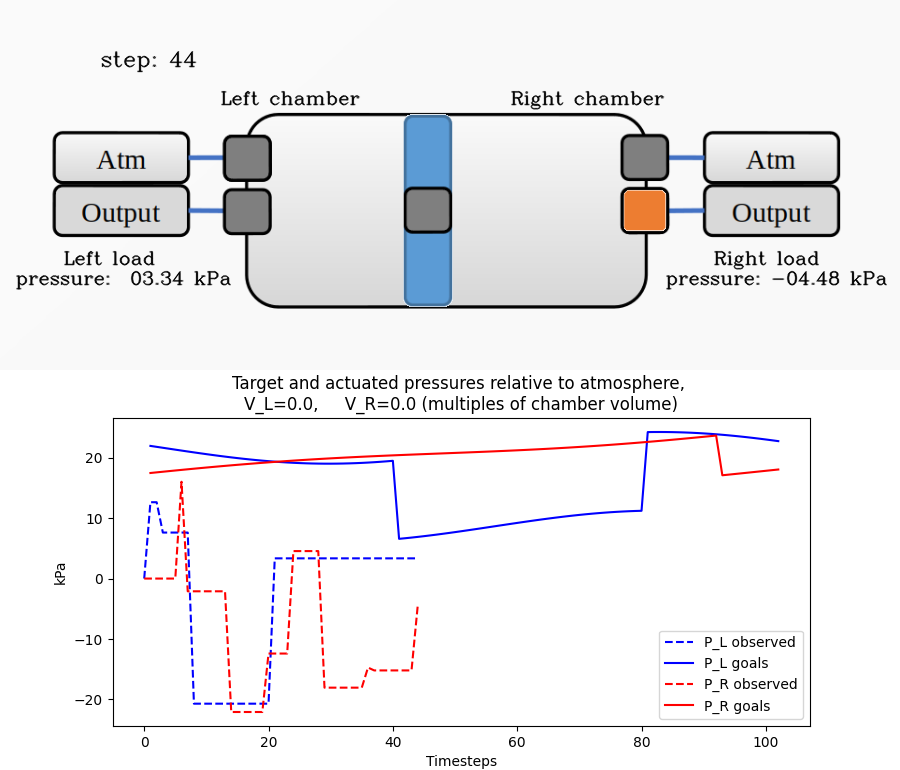 step: 44
Left chamber
Right chamber
Atm
Atm
Output
Output
Left load
pressure: 03.34 kPa
Right load
pressure: −04.48 kPa
Target and actuated pressures relative to atmosphere,
V_L=0.0, V_R=0.0 (multiples of chamber volume)
20
10
0
−10
−20
kPa
P_L observed
P_L goals
P_R observed
P_R goals
0 20 40 60 80 100
Timesteps